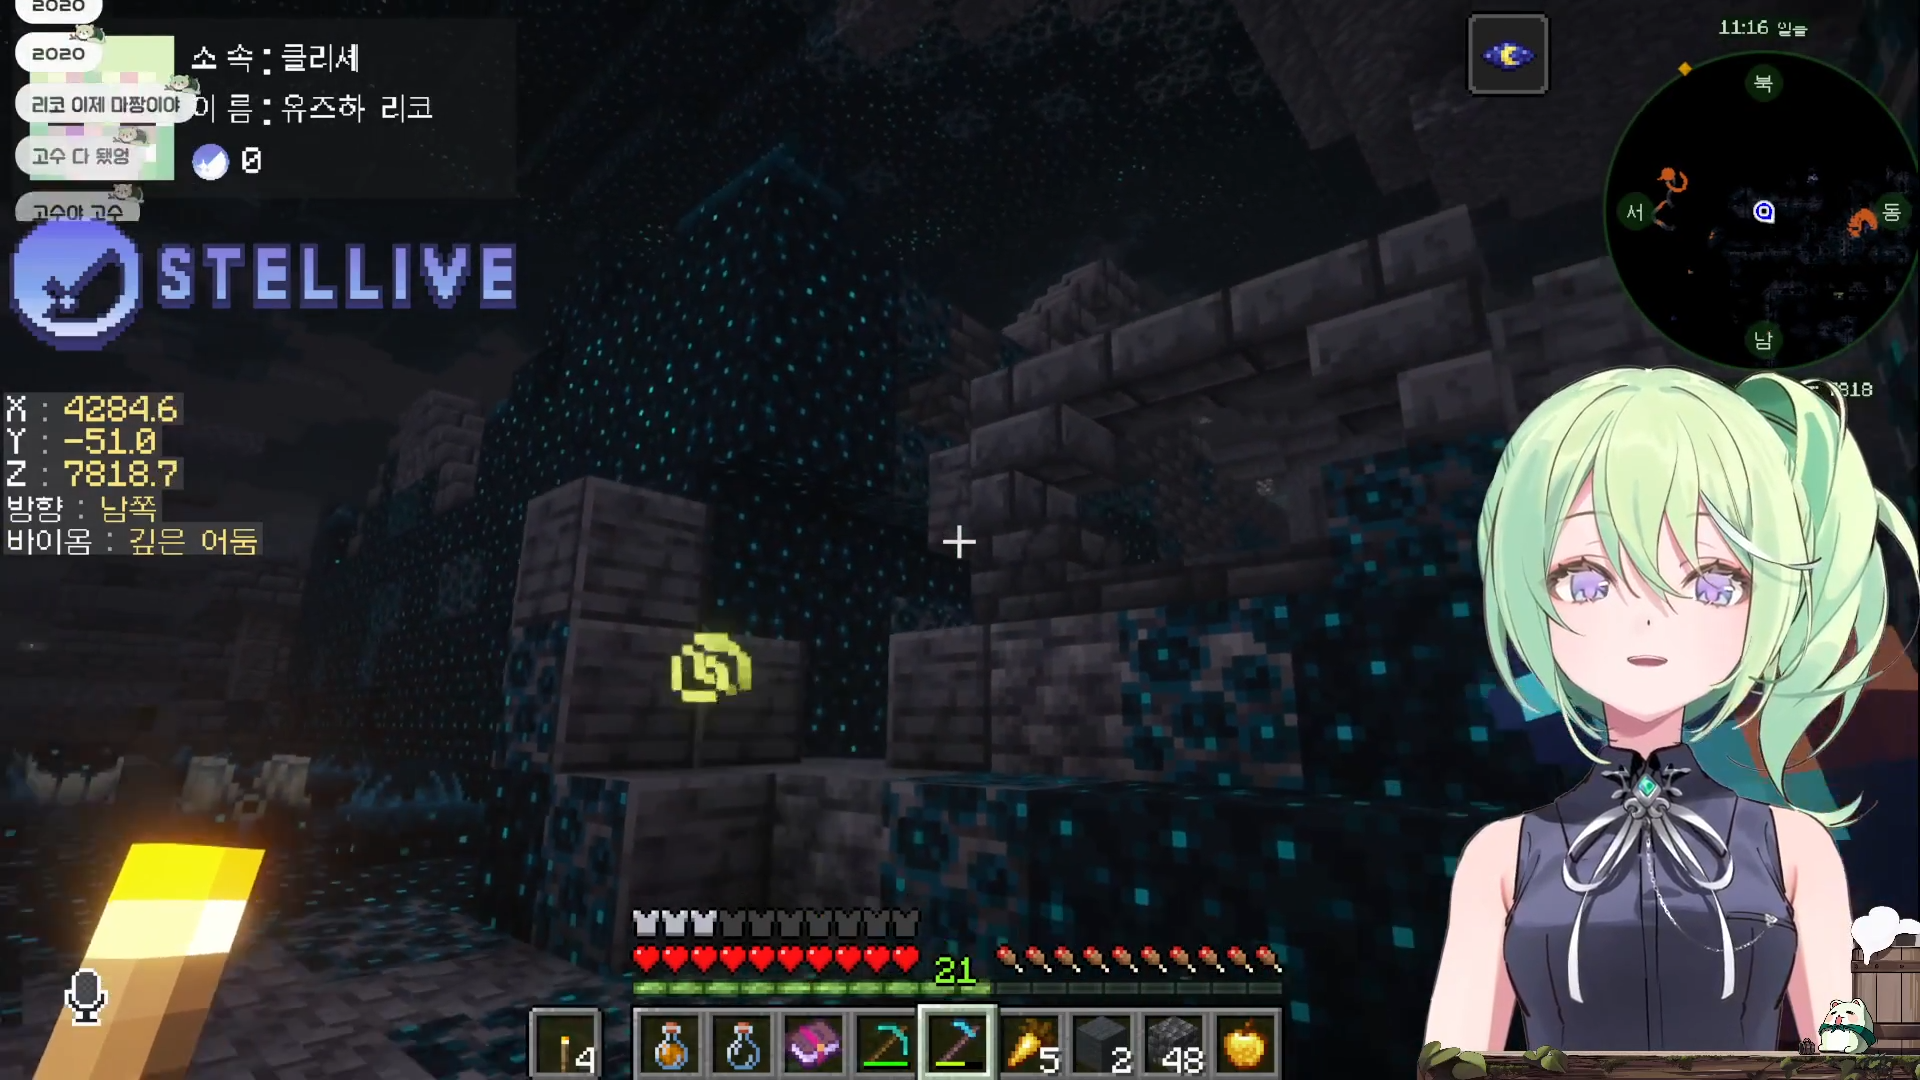 2020
2020
리코 이제 마짱이야
고수 다 됐엉
고수야 고수
소 속 : 클리셰
이 름 : 유즈하 리코
0
STELLIVE
X : 4284.6
Y : -51.0
Z : 7818.7
방향 : 남쪽
바이옴 : 깊은 어둠
11:16
북
서
동
남
7818
21
4
5
2
48